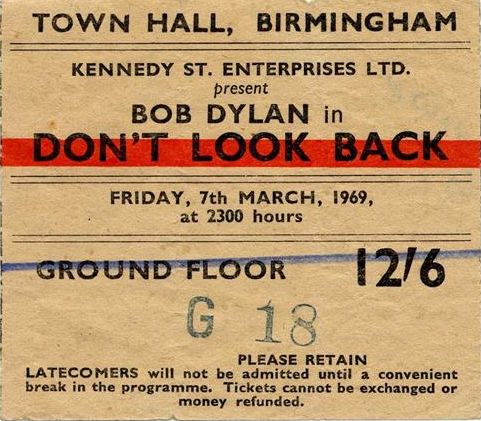 TOWN HALL, BIRMINGHAM
KENNEDY ST. ENTERPRISES LTD.
present
BOB DYLAN in
DON'T LOOK BACK
FRIDAY, 7th MARCH, 1969,
at 2300 hours
GROUND FLOOR 12/6
G 18
PLEASE RETAIN
LATECOMERS will not be admitted until a convenient
break in the programme. Tickets cannot be exchanged or
money refunded.